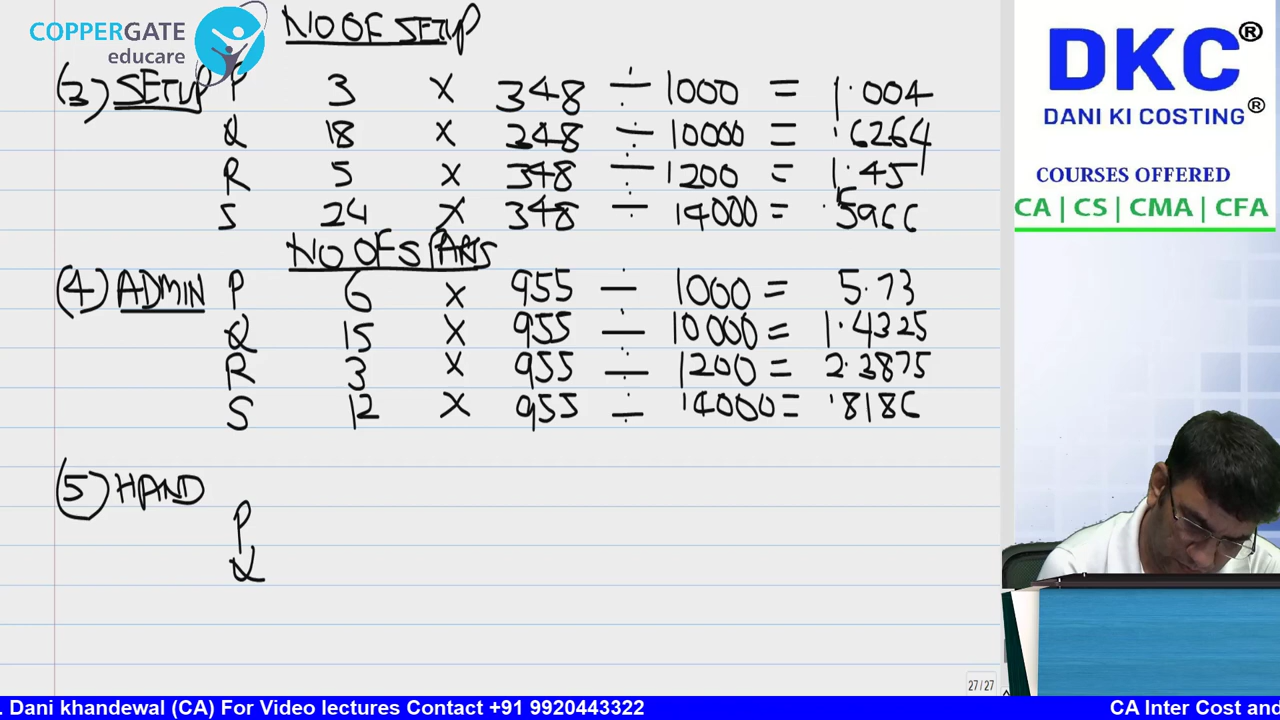 COPPERGATE
educare
NO OF SETUP
(3) SETUP P 3 X 348 ÷ 1000 = 1.004
Q 18 X 248 ÷ 10000 = .6264
R 5 X 348 ÷ 1200 = 1.45
S 24 X 348 ÷ 14000 = .5966
NO OF SPARES
(4) ADMIN P 6 X 955 ÷ 1000 = 5.73
Q 15 X 955 ÷ 10000 = 1.4325
R 3 X 955 ÷ 1200 = 2.3875
S 12 X 955 ÷ 14000 = .8186
(5) HAND
P
Q
27/27
DKC®
DANI KI COSTING®
COURSES OFFERED
CA | CS | CMA | CFA
. Dani khandewal (CA) For Video lectures Contact +91 9920443322
CA Inter Cost and